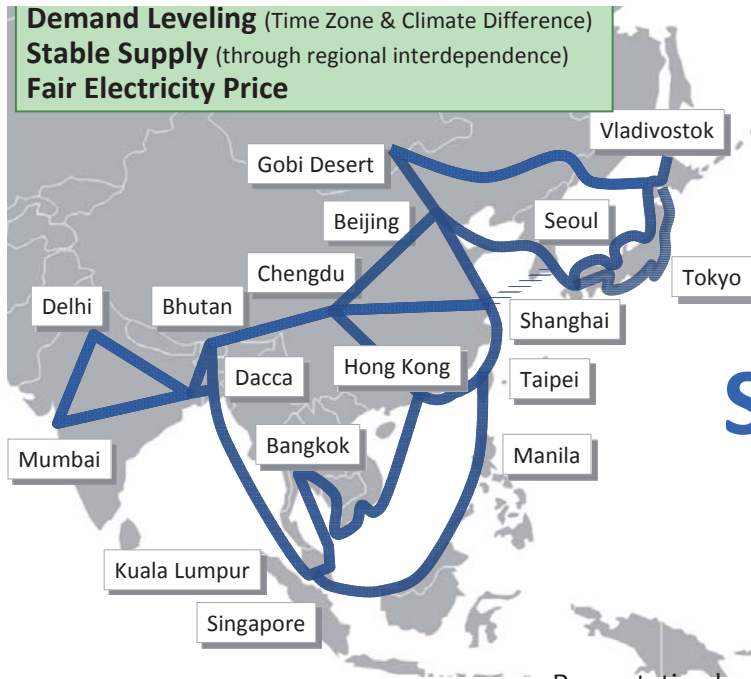 Demand Leveling (Time Zone & Climate Difference)
Stable Supply (through regional interdependence)
Fair Electricity Price
Vladivostok
Gobi Desert
Beijing
Seoul
Chengdu
Tokyo
Delhi
Bhutan
Shanghai
Hong Kong
Dacca
Taipei
Bangkok
Mumbai
Manila
Kuala Lumpur
Singapore